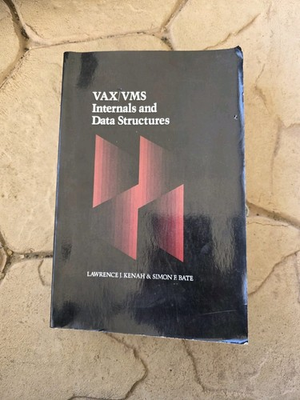 VAX/VMS
Internals and
Data Structures
LAWRENCE J. KENAH & SIMON F. BATE